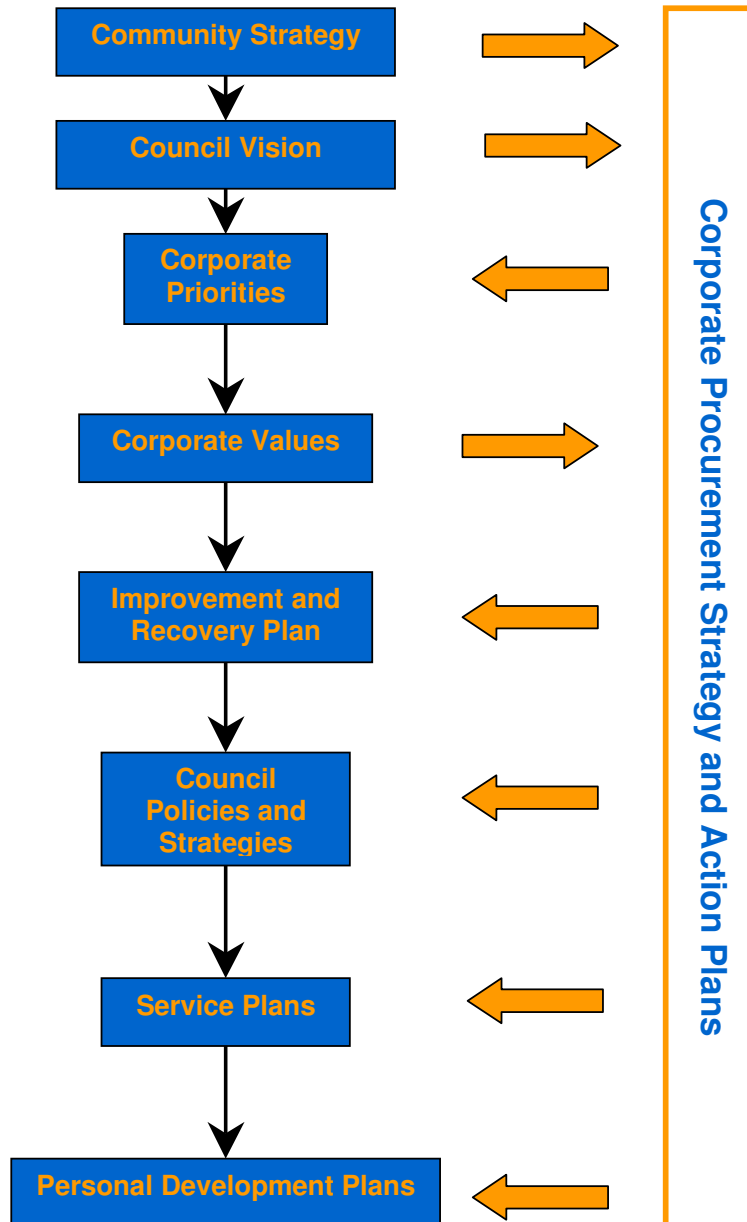 Community Strategy
Council Vision
Corporate
Priorities
Corporate Values
Improvement and
Recovery Plan
Council
Policies and
Strategies
Service Plans
Personal Development Plans
Corporate Procurement Strategy and Action Plans